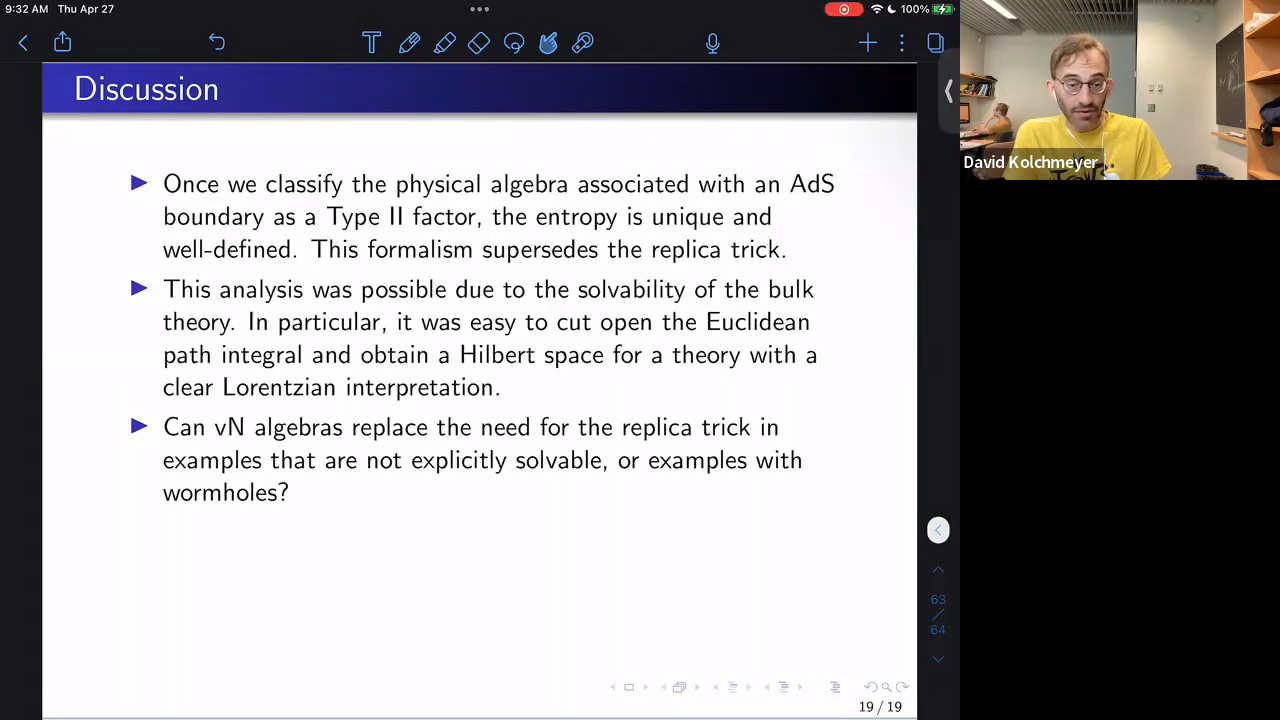 9:32 AM Thu Apr 27
100%
Discussion
Once we classify the physical algebra associated with an AdS
boundary as a Type II factor, the entropy is unique and
well-defined. This formalism supersedes the replica trick.
This analysis was possible due to the solvability of the bulk
theory. In particular, it was easy to cut open the Euclidean
path integral and obtain a Hilbert space for a theory with a
clear Lorentzian interpretation.
Can vN algebras replace the need for the replica trick in
examples that are not explicitly solvable, or examples with
wormholes?
David Kolchmeyer
63
/
64
19 / 19